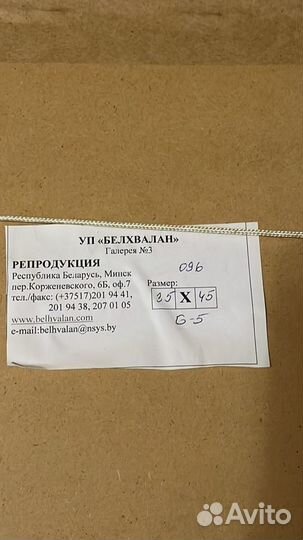 УП «БЕЛХВАЛАН»
Галерея №3
РЕПРОДУКЦИЯ
Республика Беларусь, Минск
пер.Корженевского, 6Б, оф.7
тел./факс: (+37517)201 94 41,
201 94 38, 207 01 05
www.belhvalan.com
e-mail:belhvalan@nsys.by
096
Размер:
35 X 45
G-5
Avito